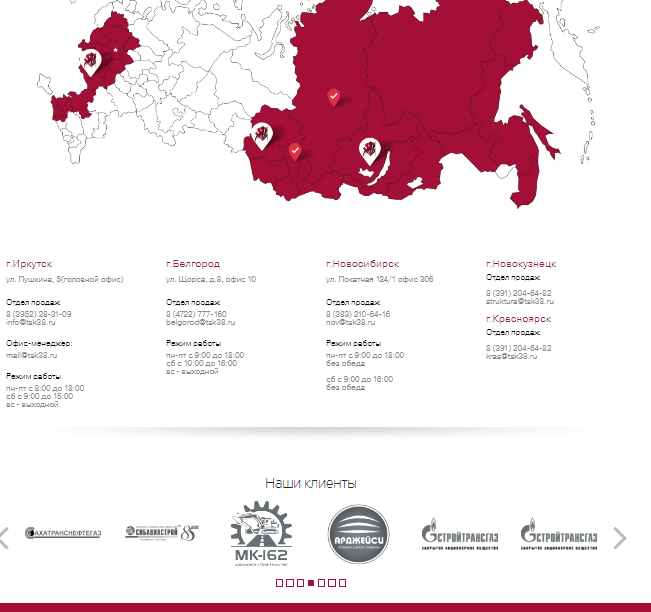 г.Иркутск
ул. Пушкина, 5(головной офис)
Отдел продаж
8 (3952) 28-31-09
info@tsk38.ru
Офис-менеджер:
mail@tsk38.ru
Режим работы
пн-пт с 8:00 до 18:00
сб с 9:00 до 15:00
вс - выходной
г.Белгород
ул. Щорса, д.8, офис 10
Отдел продаж
8 (4722) 777-160
belgorod@tsk38.ru
Режим работы
пн-пт с 9:00 до 18:00
сб с 10:00 до 16:00
вс - выходной
г.Новосибирск
ул. Покатная 124/1 офис 306
Отдел продаж
8 (383) 210-64-16
nov@tsk38.ru
Режим работы
пн-пт с 9:00 до 18:00
без обеда
сб с 9:00 до 16:00
без обеда
г.Новокузнецк
Отдел продаж
8 (391) 204-64-82
struktura@tsk38.ru
г.Красноярск
Отдел продаж
8 (391) 204-64-82
kras@tsk38.ru
Наши клиенты
САХАТРАНСНЕФТЕГАЗ
СИБАВИАСТРОЙ 85
МК-162
ДОРОЖНОЕ СТРОИТЕЛЬСТВО
АРДЖЕЙСИ
СТРОЙТРАНСГАЗ
ЗАКРЫТОЕ АКЦИОНЕРНОЕ ОБЩЕСТВО
СТРОЙТРАНСГАЗ
ЗАКРЫТОЕ АКЦИОНЕРНОЕ ОБЩЕСТВО